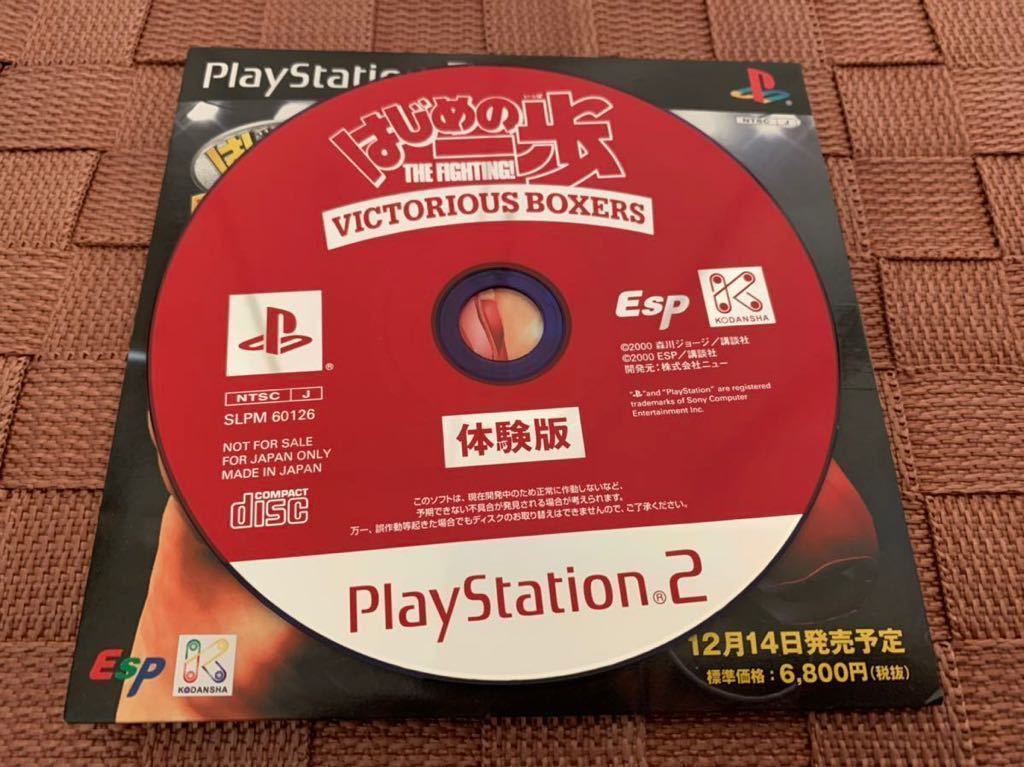 PlayStation 2
NTSC J
はじめの一歩
いっぽ
THE FIGHTING!
VICTORIOUS BOXERS
Esp
KODANSHA
©2000 森川ジョージ／講談社
©2000 ESP／講談社
開発元：株式会社ニュー
"PS" and "PlayStation" are registered
trademarks of Sony Computer
Entertainment Inc.
NTSC J
SLPM 60126
NOT FOR SALE
FOR JAPAN ONLY
MADE IN JAPAN
COMPACT
disc
体験版
このソフトは、現在開発中のため正常に作動しないなど、
予期できない不具合が発見される場合が考えられます。
万一、誤作動等起きた場合でもディスクのお取り替えはできませんので、ご了承ください。
PlayStation®2
12月14日発売予定
標準価格：6,800円(税抜)
Esp
KODANSHA